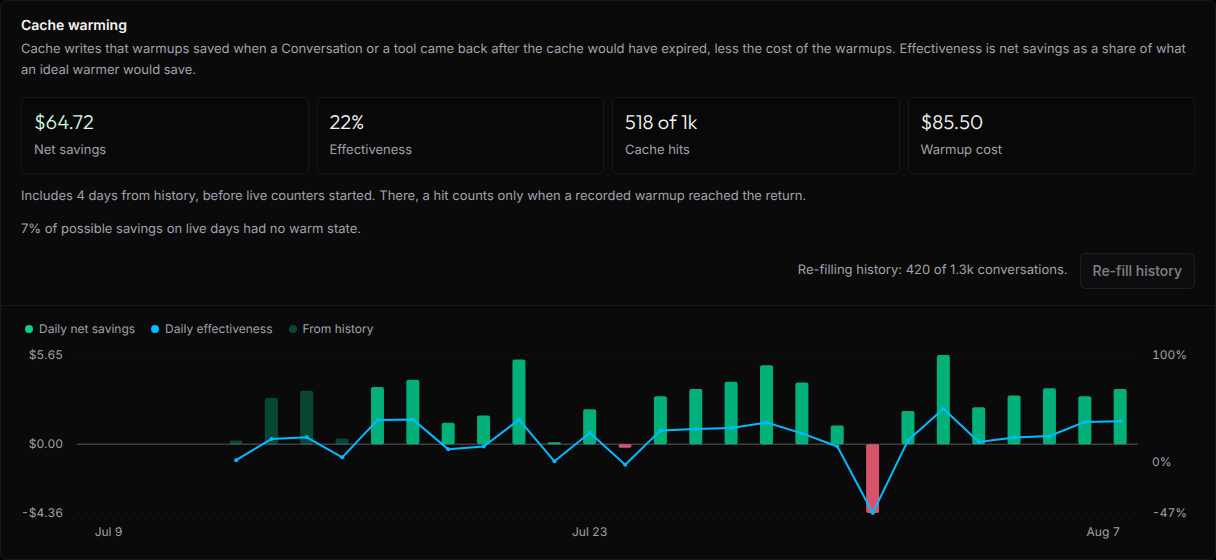 Cache warming
Cache writes that warmups saved when a Conversation or a tool came back after the cache would have expired, less the cost of the warmups. Effectiveness is net savings as a share of what
an ideal warmer would save.
$64.72
Net savings
22%
Effectiveness
518 of 1k
Cache hits
$85.50
Warmup cost
Includes 4 days from history, before live counters started. There, a hit counts only when a recorded warmup reached the return.
7% of possible savings on live days had no warm state.
Re-filling history: 420 of 1.3k conversations.
Re-fill history
Daily net savings
Daily effectiveness
From history
$5.65
100%
$0.00
0%
-$4.36
-47%
Jul 9
Jul 23
Aug 7